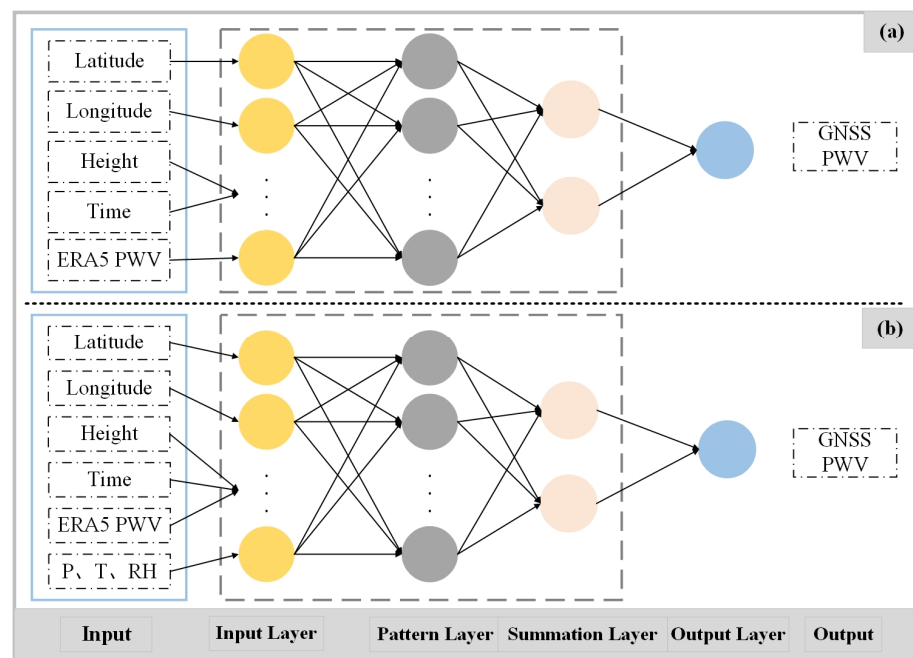 (a)
Latitude
Longitude
Height
Time
ERA5 PWV
GNSS
PWV
(b)
Latitude
Longitude
Height
Time
ERA5 PWV
P、T、RH
GNSS
PWV
Input
Input Layer
Pattern Layer
Summation Layer
Output Layer
Output